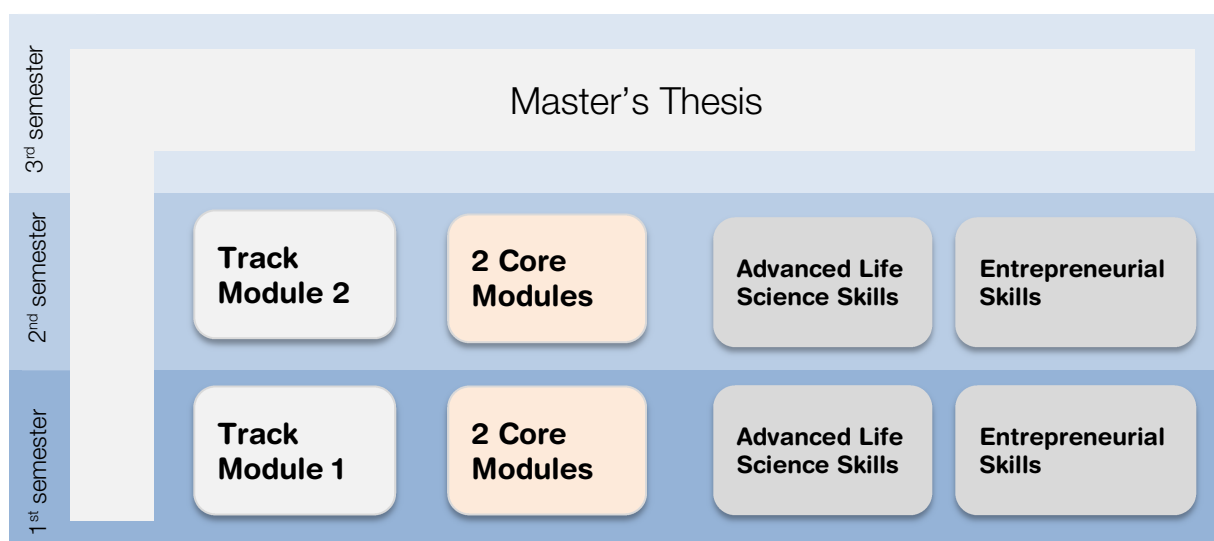 3rd semester
Master's Thesis
2nd semester
Track
Module 2
2 Core
Modules
Advanced Life
Science Skills
Entrepreneurial
Skills
1st semester
Track
Module 1
2 Core
Modules
Advanced Life
Science Skills
Entrepreneurial
Skills